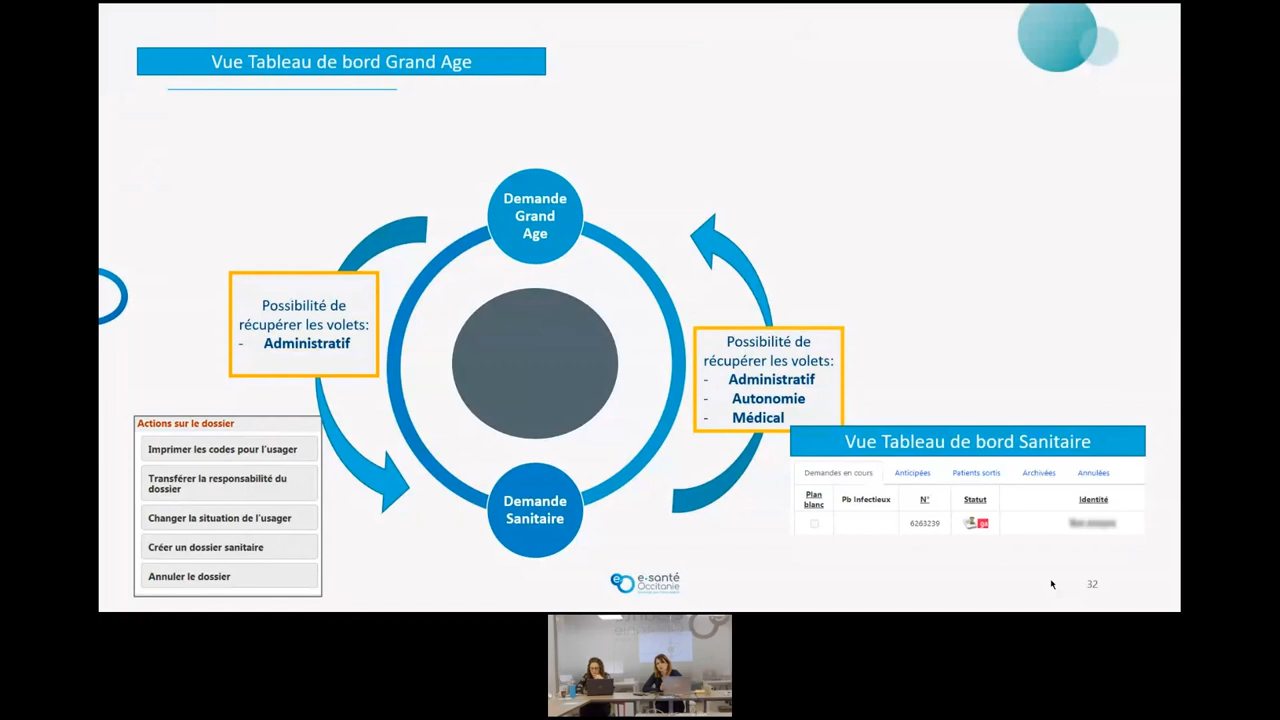 Vue Tableau de bord Grand Age
Demande
Grand
Age
Possibilité de
récupérer les volets:
- Administratif
Possibilité de
récupérer les volets:
- Administratif
- Autonomie
- Médical
Actions sur le dossier
Imprimer les codes pour l'usager
Transférer la responsabilité du
dossier
Changer la situation de l'usager
Créer un dossier sanitaire
Annuler le dossier
Demande
Sanitaire
Vue Tableau de bord Sanitaire
Demandes en cours Anticipées Patients sortis Archivées Annulées
Plan
blanc Pb Infectieux N° Statut Identité
6263239 ga
e-santé
Occitanie
32